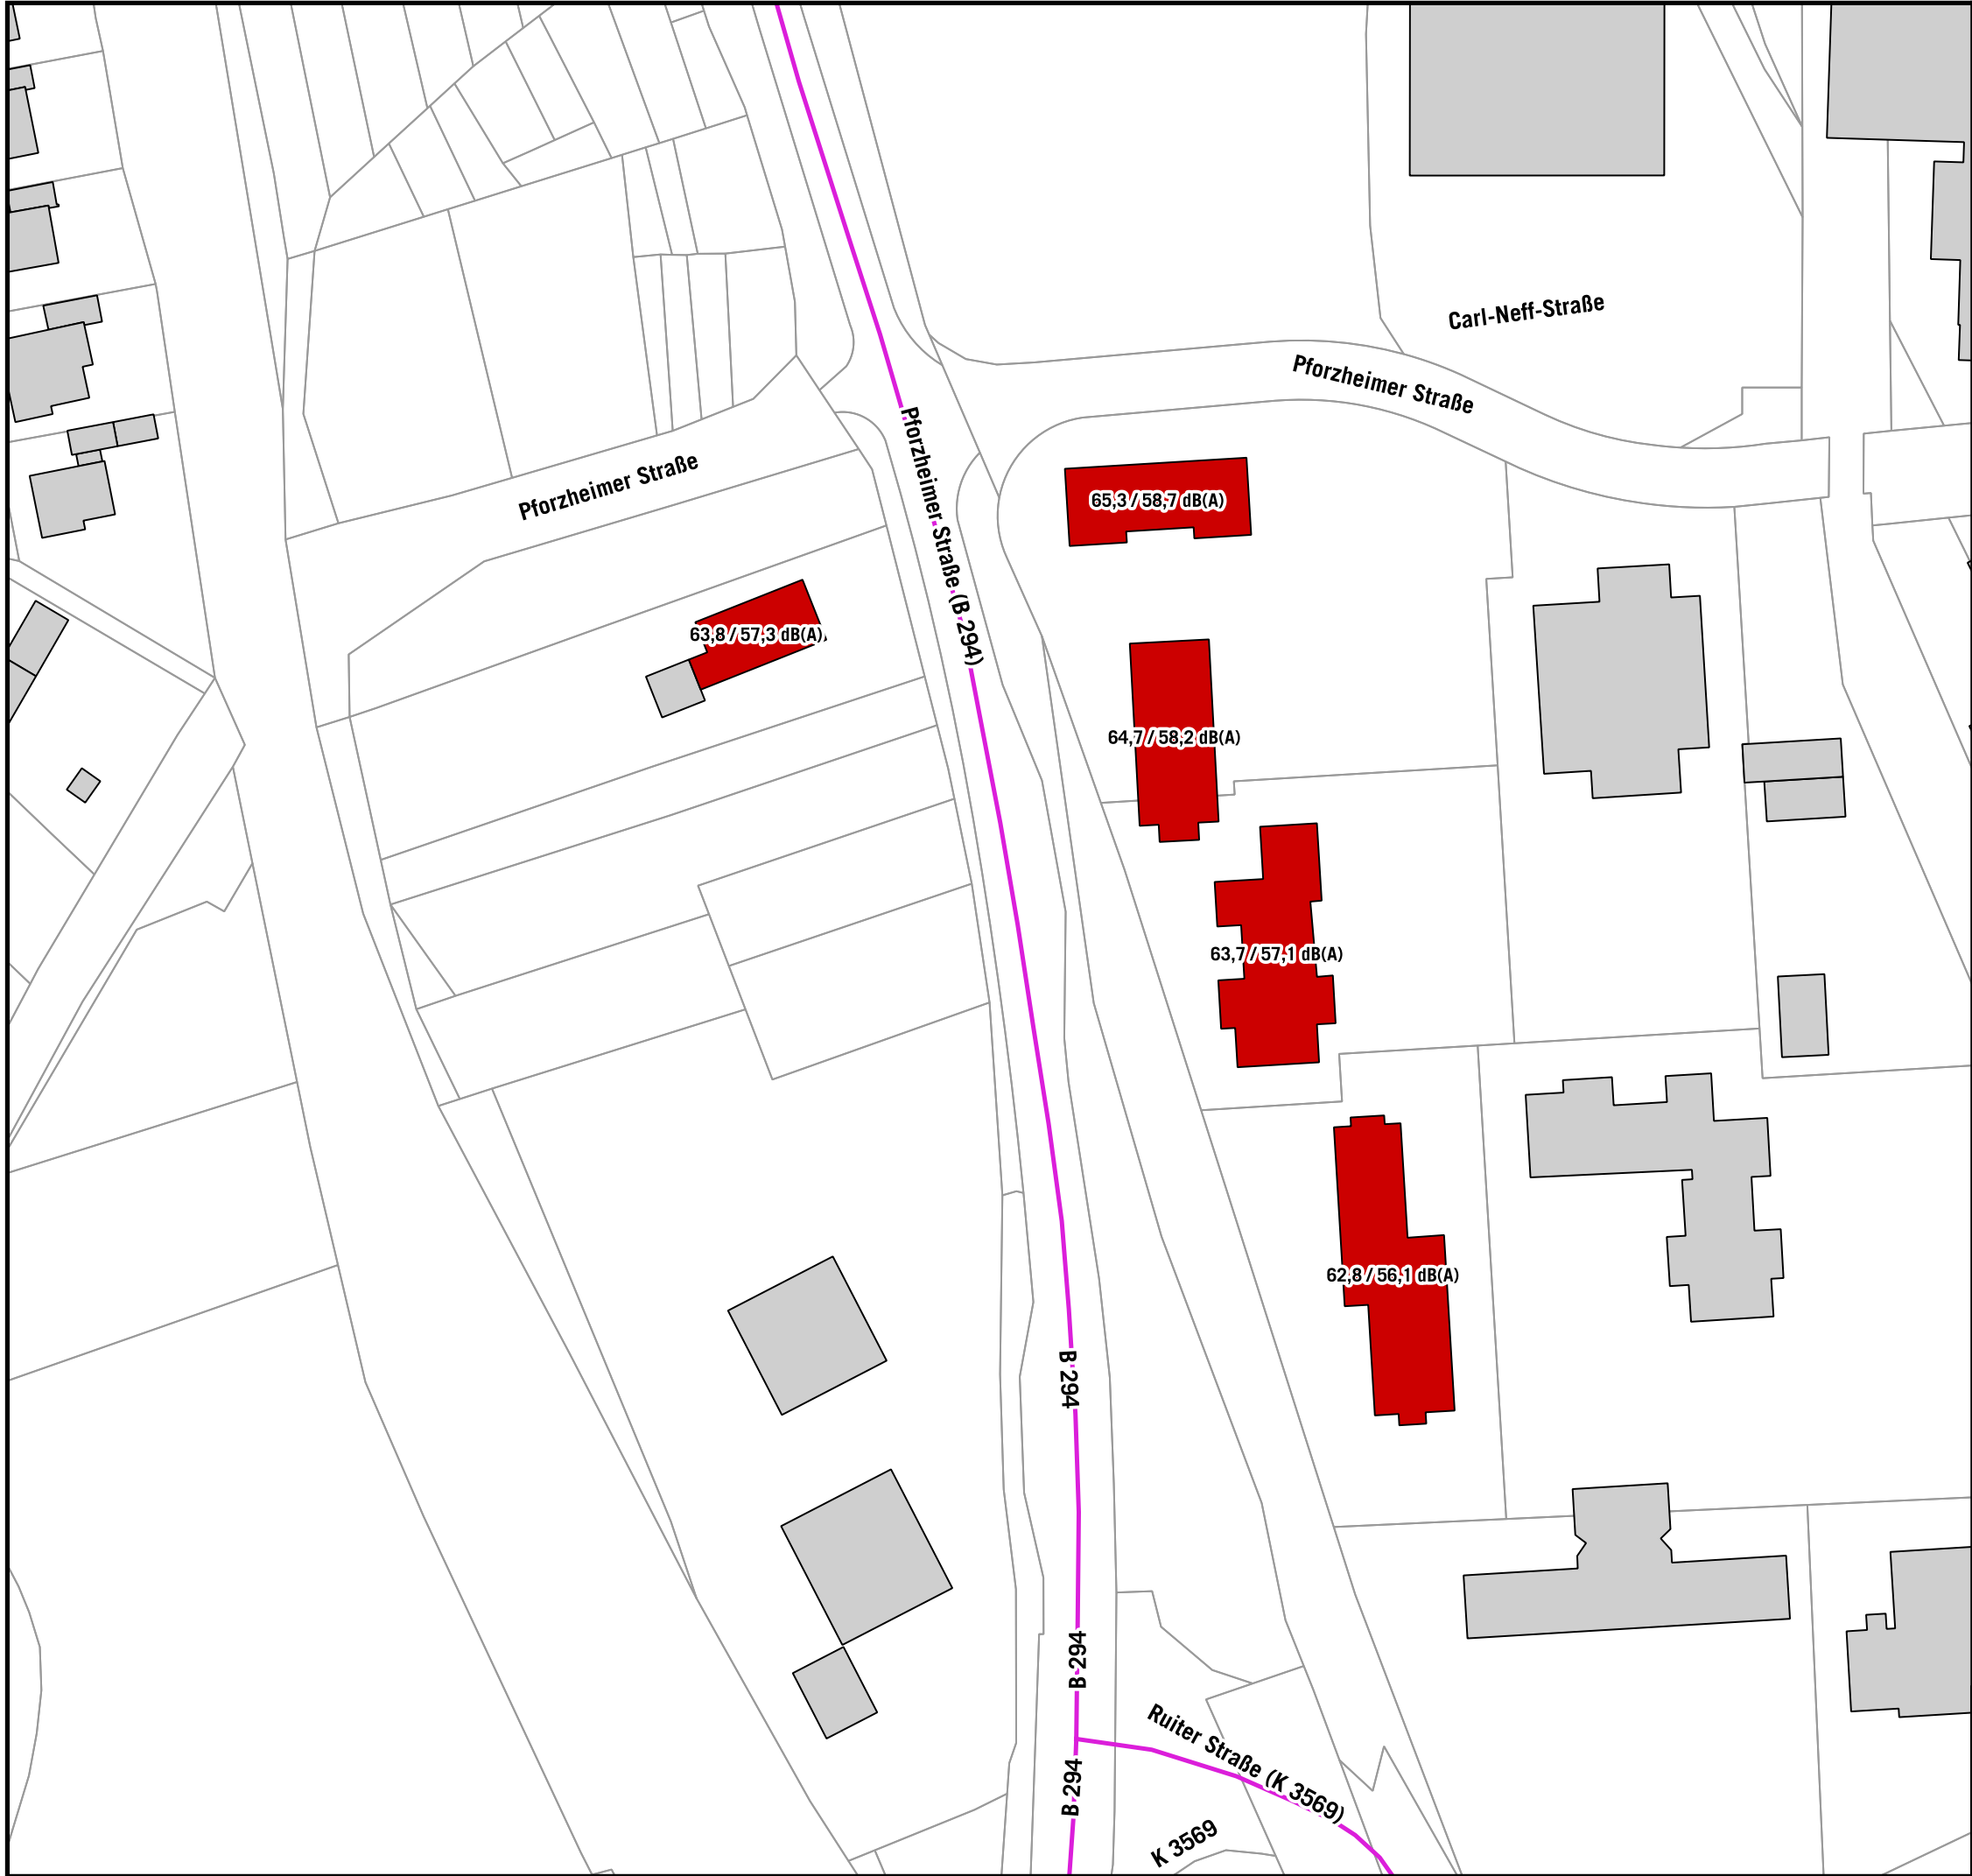 Carl-Neff-Straße
Pforzheimer Straße
Pforzheimer Straße
Pforzheimer Straße (B 294)
65,3 / 58,7 dB(A)
63,8 / 57,3 dB(A)
64,7 / 58,2 dB(A)
63,7 / 57,1 dB(A)
62,8 / 56,1 dB(A)
B 294
B 294
B 294
Ruiter Straße (K 3569)
K 3569